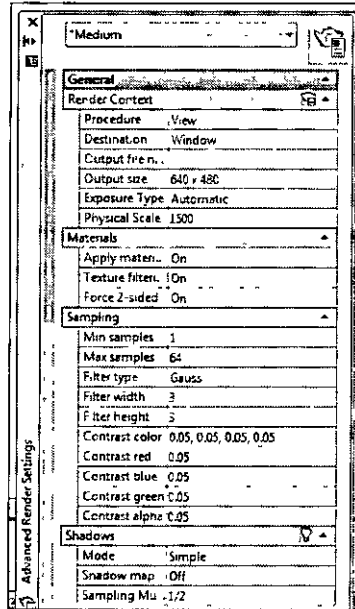 *Medium
General
Render Context
Procedure View
Destination Window
Output file n...
Output size 640 x 480
Exposure Type Automatic
Physical Scale 1500
Materials
Apply materi... On
Texture filteri... On
Force 2-sided On
Sampling
Min samples 1
Max samples 64
Filter type Gauss
Filter width 3
Filter height 3
Contrast color 0.05, 0.05, 0.05, 0.05
Contrast red 0.05
Contrast blue 0.05
Contrast green 0.05
Contrast alpha 0.05
Shadows
Mode Simple
Shadow map Off
Sampling Mu... 1/2
Advanced Render Settings